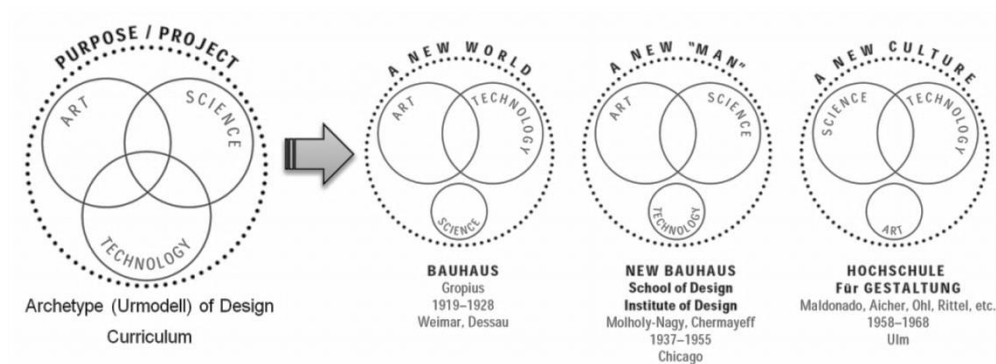 PURPOSE / PROJECT
ART
SCIENCE
TECHNOLOGY
Archetype (Urmodell) of Design
Curriculum
A NEW WORLD
ART
TECHNOLOGY
SCIENCE
BAUHAUS
Gropius
1919–1928
Weimar, Dessau
A NEW "MAN"
ART
SCIENCE
TECHNOLOGY
NEW BAUHAUS
School of Design
Institute of Design
Molholy-Nagy, Chermayeff
1937–1955
Chicago
A NEW CULTURE
SCIENCE
TECHNOLOGY
ART
HOCHSCHULE
Für GESTALTUNG
Maldonado, Aicher, Ohl, Rittel, etc.
1958–1968
Ulm